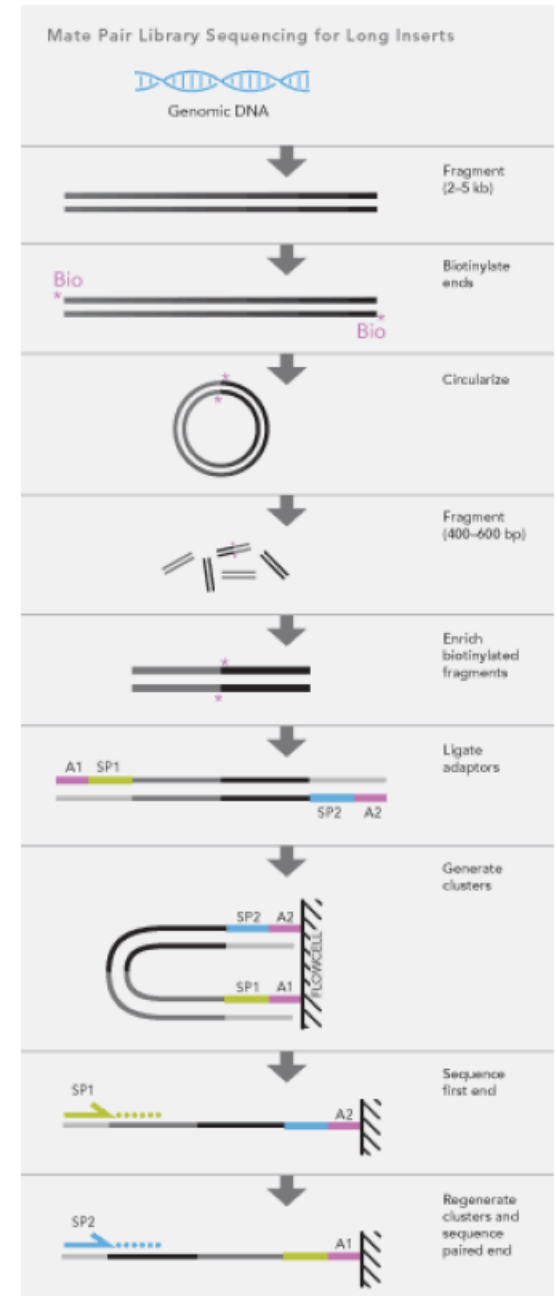 Mate Pair Library Sequencing for Long Inserts
Genomic DNA
Fragment
(2–5 kb)
Biotinylate
ends
Bio
*
*
Bio
Circularize
*
*
Fragment
(400–600 bp)
Enrich
biotinylated
fragments
*
*
Ligate
adaptors
A1 SP1
SP2 A2
Generate
clusters
SP2 A2
SP1 A1
FLOWCELL
Sequence
first end
SP1
A2
Regenerate
clusters and
sequence
paired end
SP2
A1